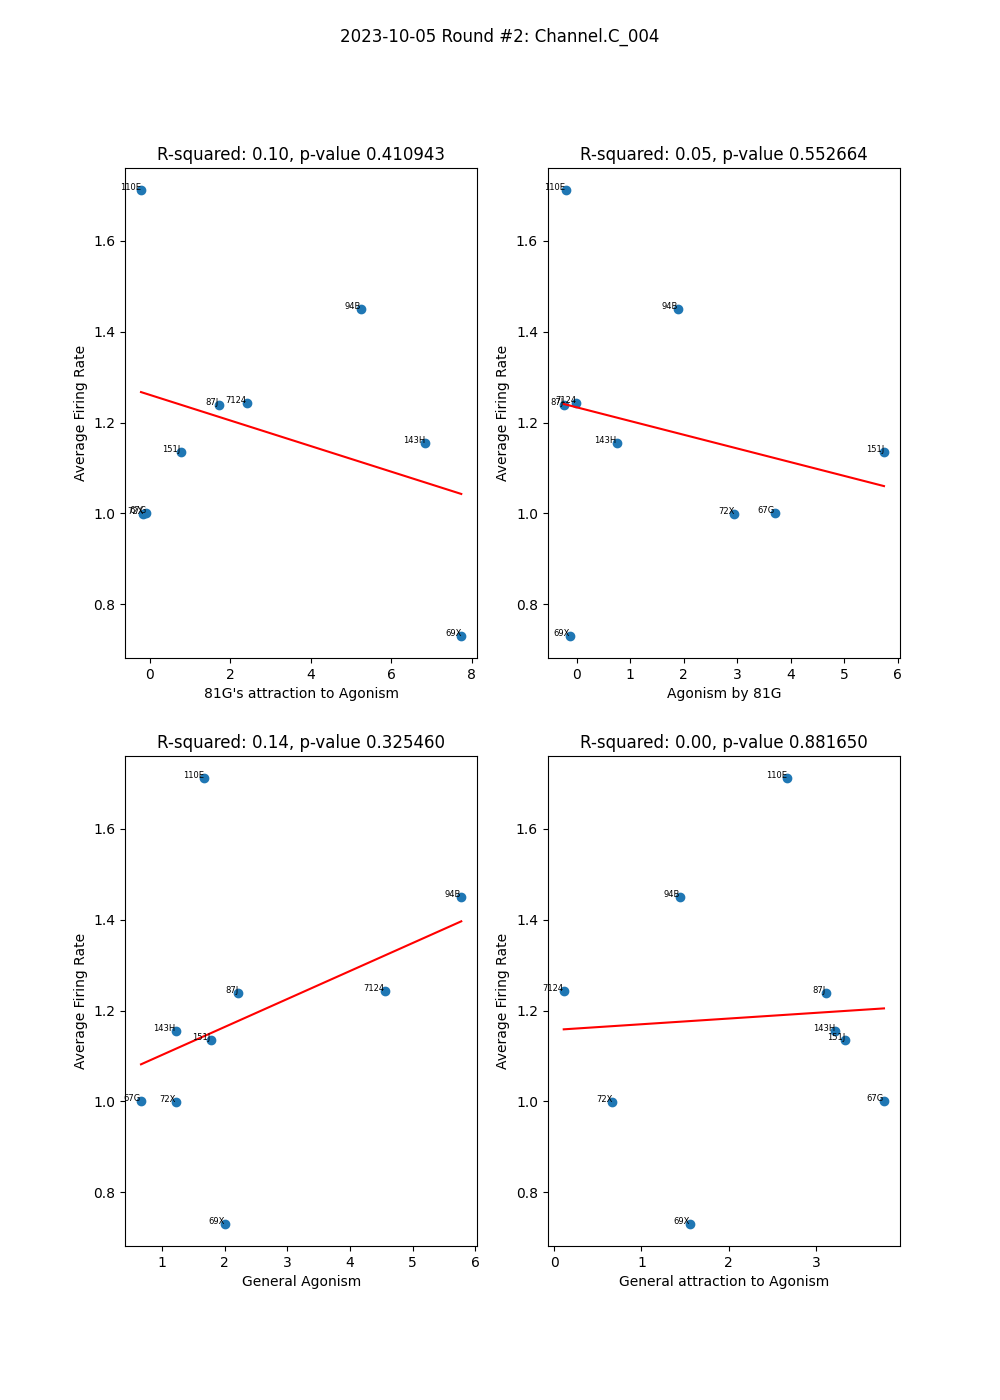 2023-10-05 Round #2: Channel.C_004
R-squared: 0.10, p-value 0.410943
110E
94B
87J
7124
143H
151J
72X
67G
69X
1.6
1.4
1.2
1.0
0.8
Average Firing Rate
0 2 4 6 8
81G's attraction to Agonism
R-squared: 0.05, p-value 0.552664
110E
94B
87J
7124
143H
151J
72X
67G
69X
1.6
1.4
1.2
1.0
0.8
Average Firing Rate
0 1 2 3 4 5 6
Agonism by 81G
R-squared: 0.14, p-value 0.325460
110E
94B
87J
7124
143H
151J
67G
72X
69X
1.6
1.4
1.2
1.0
0.8
Average Firing Rate
1 2 3 4 5 6
General Agonism
R-squared: 0.00, p-value 0.881650
110E
94B
7124
87J
143H
151J
72X
67G
69X
1.6
1.4
1.2
1.0
0.8
Average Firing Rate
0 1 2 3
General attraction to Agonism